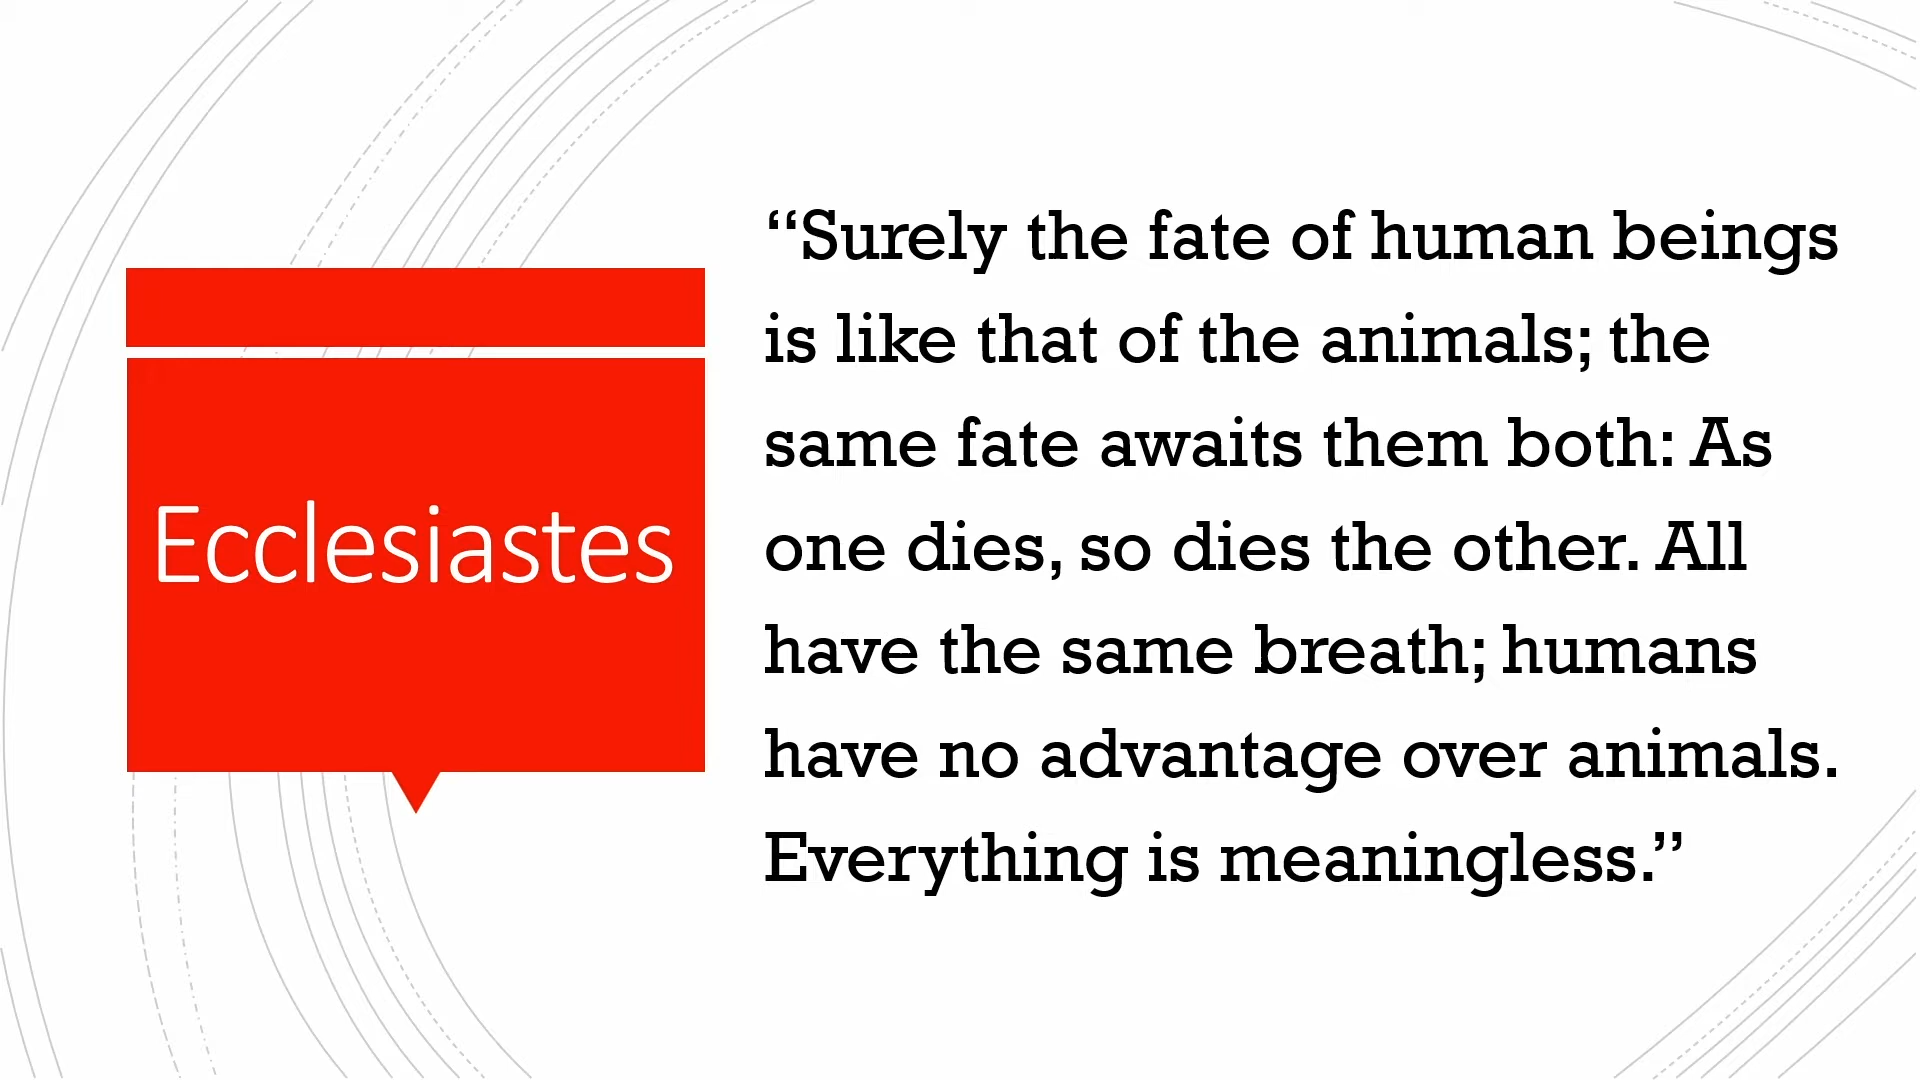 Ecclesiastes
“Surely the fate of human beings
is like that of the animals; the
same fate awaits them both: As
one dies, so dies the other. All
have the same breath; humans
have no advantage over animals.
Everything is meaningless.”